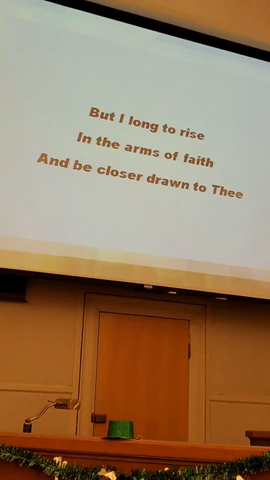 But I long to rise
In the arms of faith
And be closer drawn to Thee